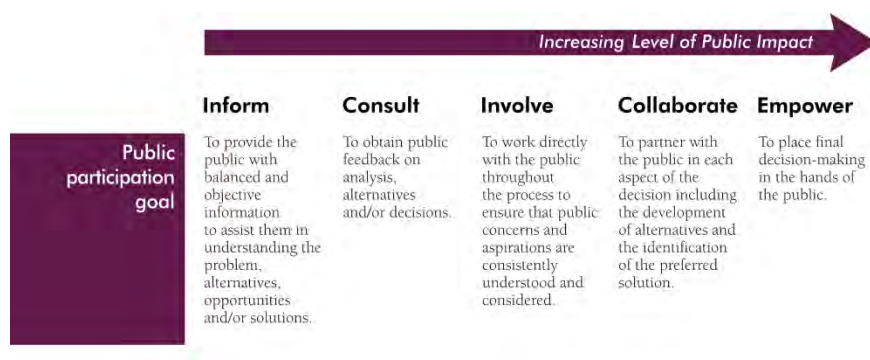 Increasing Level of Public Impact
Inform
Consult
Involve
Collaborate
Empower
Public
participation
goal
To provide the
public with
balanced and
objective
information
to assist them in
understanding the
problem,
alternatives,
opportunities
and/or solutions.
To obtain public
feedback on
analysis,
alternatives
and/or decisions.
To work directly
with the public
throughout
the process to
ensure that public
concerns and
aspirations are
consistently
understood and
considered.
To partner with
the public in each
aspect of the
decision including
the development
of alternatives and
the identification
of the preferred
solution.
To place final
decision-making
in the hands of
the public.